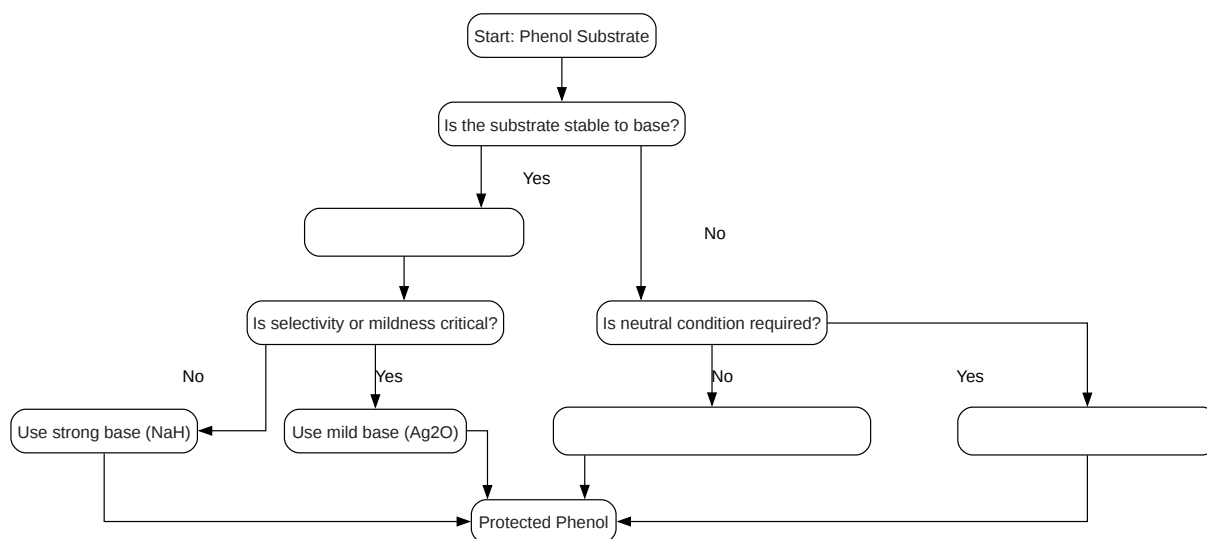 Start: Phenol Substrate
Is the substrate stable to base?
Yes
No
Is selectivity or mildness critical?
Is neutral condition required?
No
Yes
No
Yes
Use strong base (NaH)
Use mild base (Ag2O)
Protected Phenol